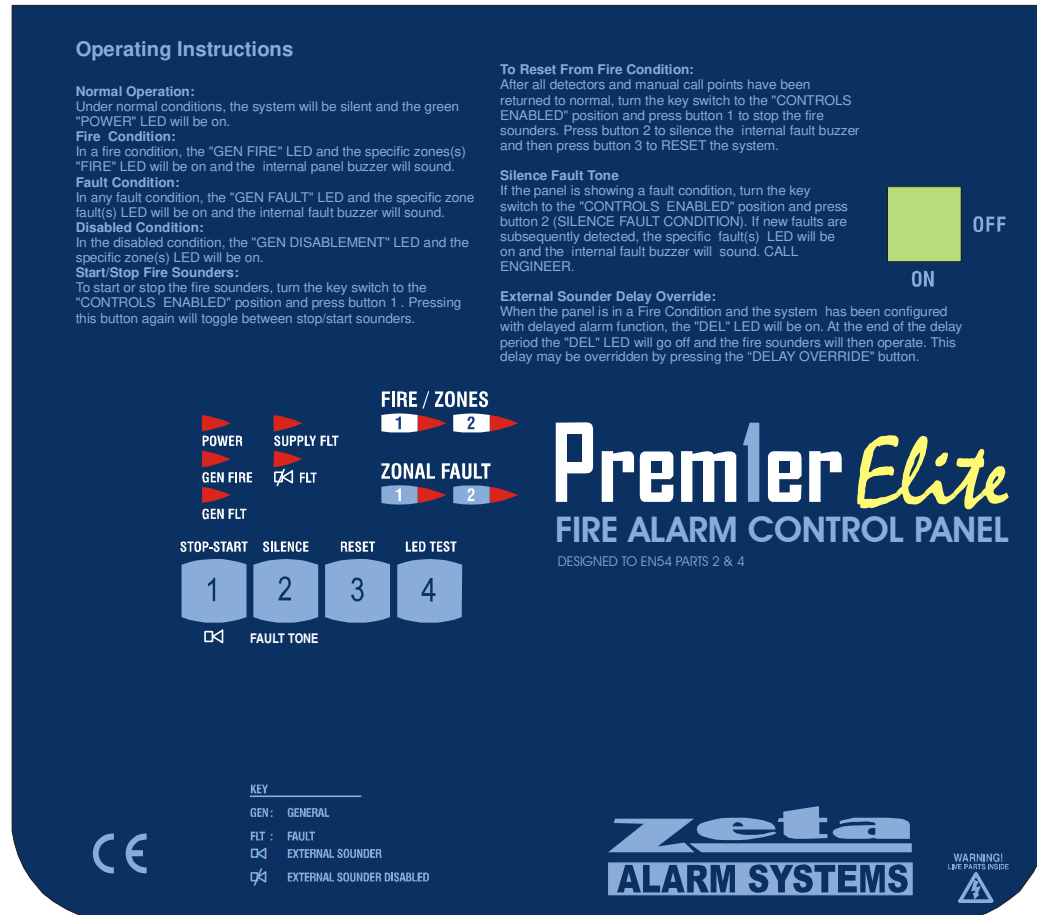 Operating Instructions
Normal Operation:
Under normal conditions, the system will be silent and the green
"POWER" LED will be on.
Fire Condition:
In a fire condition, the "GEN FIRE" LED and the specific zones(s)
"FIRE" LED will be on and the internal panel buzzer will sound.
Fault Condition:
In any fault condition, the "GEN FAULT" LED and the specific zone
fault(s) LED will be on and the internal fault buzzer will sound.
Disabled Condition:
In the disabled condition, the "GEN DISABLEMENT" LED and the
specific zone(s) LED will be on.
Start/Stop Fire Sounders:
To start or stop the fire sounders, turn the key switch to the
"CONTROLS ENABLED" position and press button 1 . Pressing
this button again will toggle between stop/start sounders.
To Reset From Fire Condition:
After all detectors and manual call points have been
returned to normal, turn the key switch to the "CONTROLS
ENABLED" position and press button 1 to stop the fire
sounders. Press button 2 to silence the internal fault buzzer
and then press button 3 to RESET the system.
Silence Fault Tone
If the panel is showing a fault condition, turn the key
switch to the "CONTROLS ENABLED" position and press
button 2 (SILENCE FAULT CONDITION). If new faults are
subsequently detected, the specific fault(s) LED will be
on and the internal fault buzzer will sound. CALL
ENGINEER.
External Sounder Delay Override:
When the panel is in a Fire Condition and the system has been configured
with delayed alarm function, the "DEL" LED will be on. At the end of the delay
period the "DEL" LED will go off and the fire sounders will then operate. This
delay may be overridden by pressing the “DELAY OVERRIDE" button.
OFF
ON
POWER SUPPLY FLT
GEN FIRE FLT
GEN FLT
FIRE / ZONES
1 2
ZONAL FAULT
1 2
STOP-START SILENCE RESET LED TEST
1 2 3 4
FAULT TONE
Prem1er Elite
FIRE ALARM CONTROL PANEL
DESIGNED TO EN54 PARTS 2 & 4
KEY
GEN : GENERAL
FLT : FAULT
EXTERNAL SOUNDER
EXTERNAL SOUNDER DISABLED
CE
Zeta
ALARM SYSTEMS
WARNING!
LIVE PARTS INSIDE